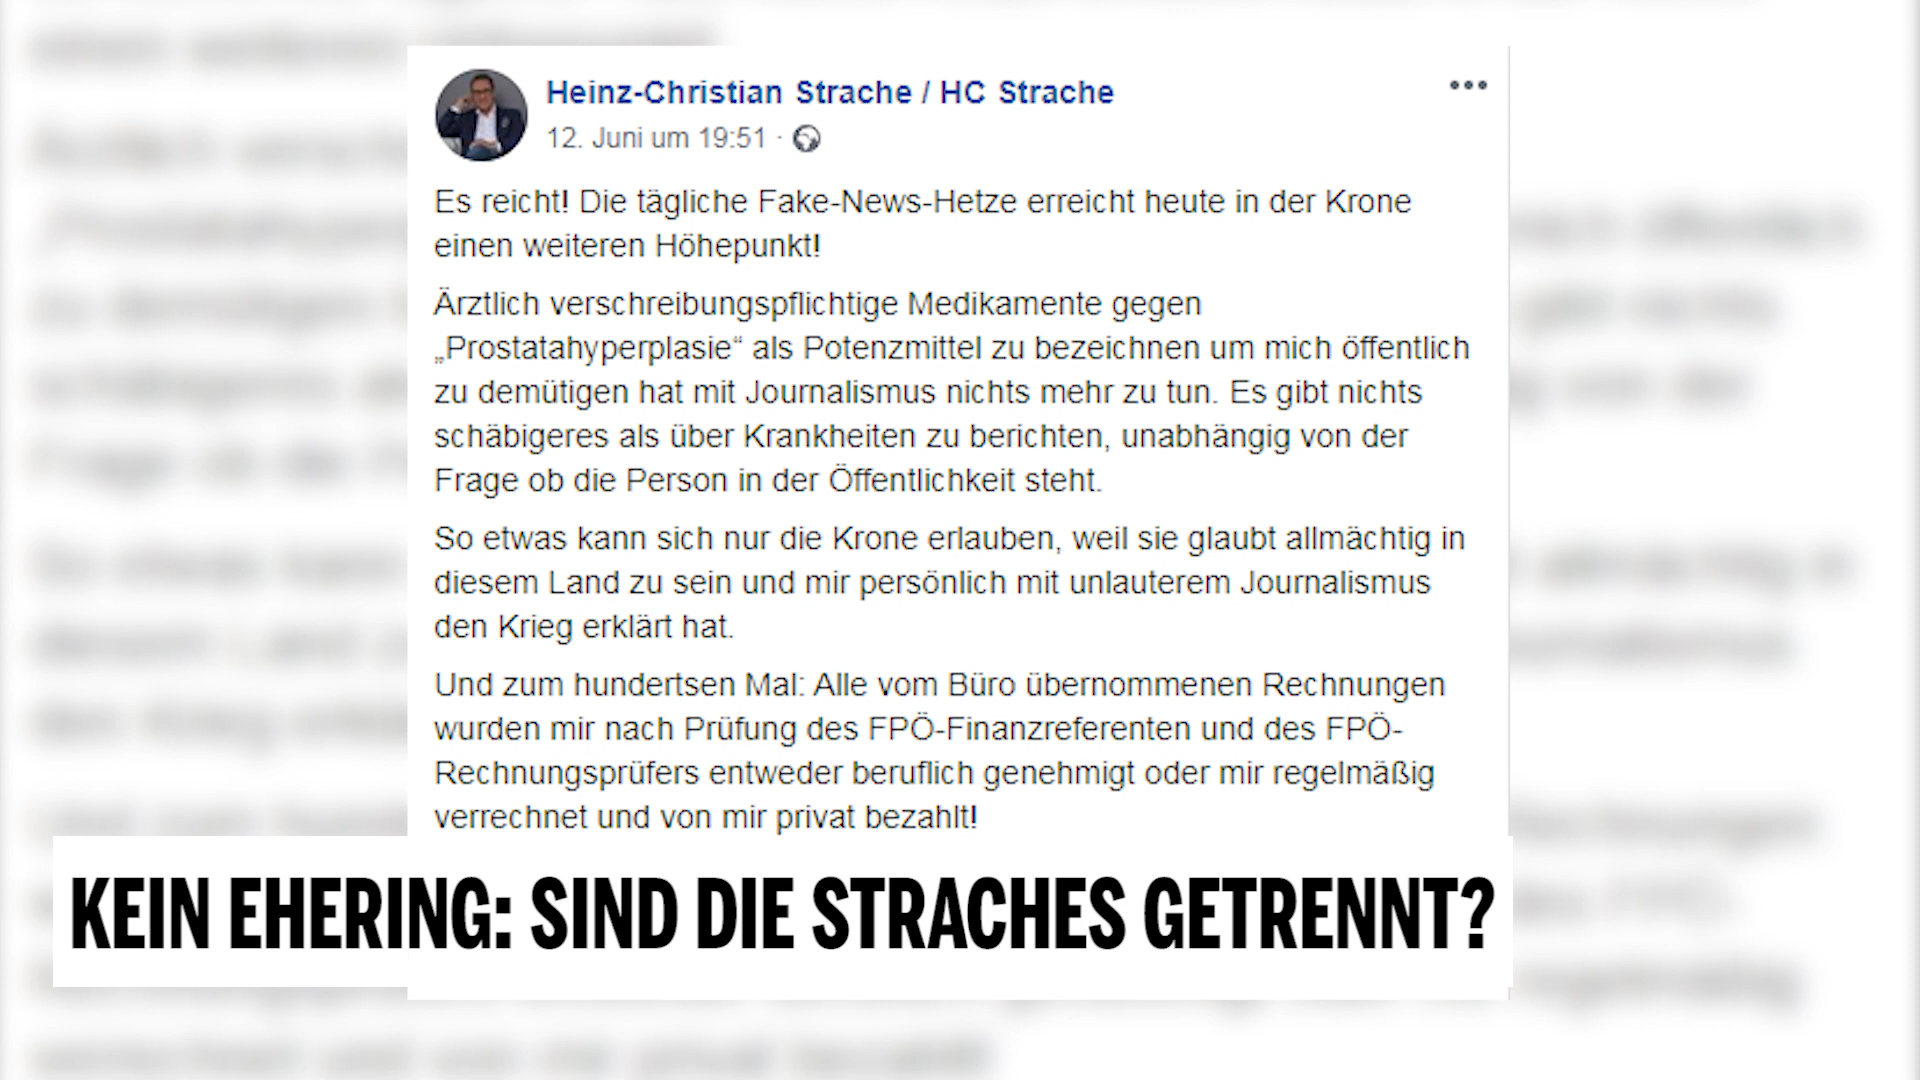 Heinz-Christian Strache / HC Strache
12. Juni um 19:51 ·
Es reicht! Die tägliche Fake-News-Hetze erreicht heute in der Krone
einen weiteren Höhepunkt!
Ärztlich verschreibungspflichtige Medikamente gegen
„Prostatahyperplasie“ als Potenzmittel zu bezeichnen um mich öffentlich
zu demütigen hat mit Journalismus nichts mehr zu tun. Es gibt nichts
schäbigeres als über Krankheiten zu berichten, unabhängig von der
Frage ob die Person in der Öffentlichkeit steht.
So etwas kann sich nur die Krone erlauben, weil sie glaubt allmächtig in
diesem Land zu sein und mir persönlich mit unlauterem Journalismus
den Krieg erklärt hat.
Und zum hundertsen Mal: Alle vom Büro übernommenen Rechnungen
wurden mir nach Prüfung des FPÖ-Finanzreferenten und des FPÖ-
Rechnungsprüfers entweder beruflich genehmigt oder mir regelmäßig
verrechnet und von mir privat bezahlt!
KEIN EHERING: SIND DIE STRACHES GETRENNT?